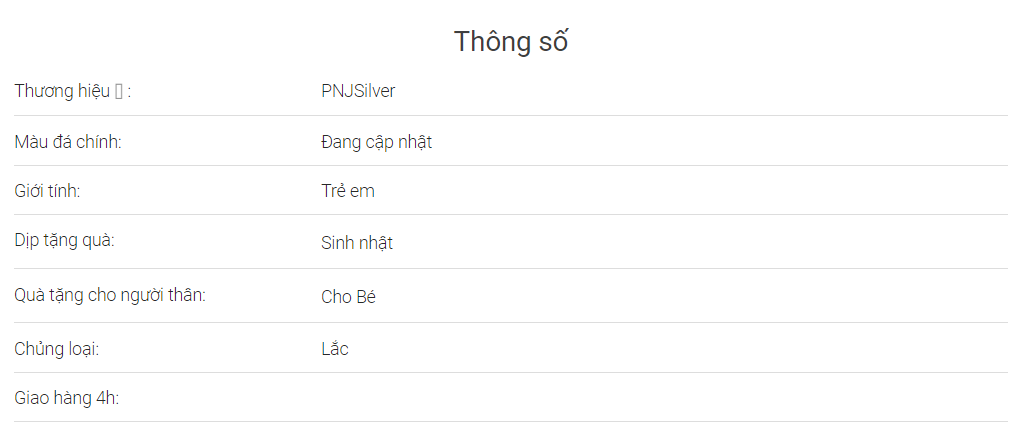 Thông số
Thương hiệu ▯ : PNJSilver
Màu đá chính: Đang cập nhật
Giới tính: Trẻ em
Dịp tặng quà: Sinh nhật
Quà tặng cho người thân: Cho Bé
Chủng loại: Lắc
Giao hàng 4h: